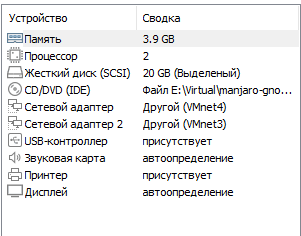 Устройство Сводка
Память 3.9 GB
Процессор 2
Жесткий диск (SCSI) 20 GB (Выделеный)
CD/DVD (IDE) Файл E:\Virtual\manjaro-gno...
Сетевой адаптер Другой (VMnet4)
Сетевой адаптер 2 Другой (VMnet3)
USB-контроллер присутствует
Звуковая карта автоопределение
Принтер присутствует
Дисплей автоопределение